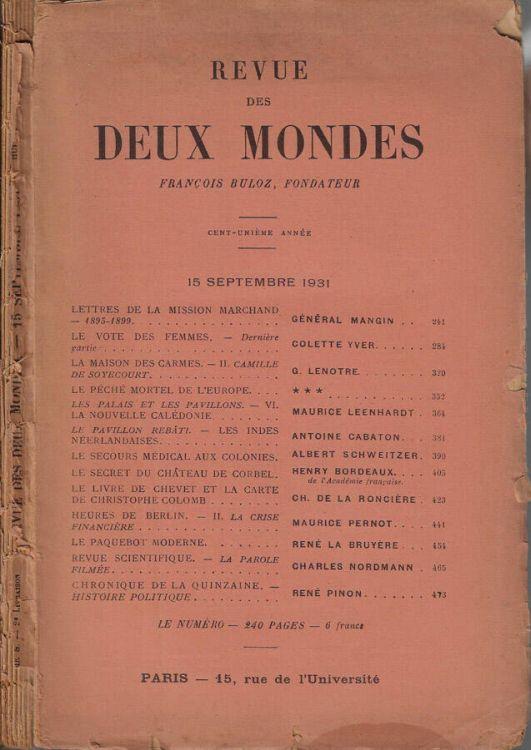 REVUE
DES
DEUX MONDES
FRANÇOIS BULOZ, FONDATEUR
CENT-UNIÈME ANNÉE
15 SEPTEMBRE 1931
LETTRES DE LA MISSION MARCHAND
— 1895-1899. . . . . . . . . . . . . . . . GÉNÉRAL MANGIN . . . 241
LE VOTE DES FEMMES. — Dernière
partie . . . . . . . . . . . . . . . . . . . COLETTE YVER. . . . . . 284
LA MAISON DES CARMES. — II. CAMILLE
DE SOYECOURT. . . . . . . . . . . . . . G. LENOTRE. . . . . . . 320
LE PÉCHÉ MORTEL DE L'EUROPE. . . . ★★★ . . . . . . . . . . . 352
LES PALAIS ET LES PAVILLONS. — VI.
LA NOUVELLE CALÉDONIE . . . . . . . . MAURICE LEENHARDT . 364
LE PAVILLON REBÂTI. — LES INDES
NÉERLANDAISES. . . . . . . . . . . . . . ANTOINE CABATON. . . . 381
LE SECOURS MÉDICAL AUX COLONIES. ALBERT SCHWEITZER. 390
LE SECRET DU CHÂTEAU DE CORBEL. HENRY BORDEAUX. . . . 405
de l'Académie française.
LE LIVRE DE CHEVET ET LA CARTE
DE CHRISTOPHE COLOMB . . . . . . . . CH. DE LA RONCIÈRE . 423
HEURES DE BERLIN. — II. LA CRISE
FINANCIÈRE . . . . . . . . . . . . . . . . MAURICE PERNOT. . . . 441
LE PAQUEBOT MODERNE. . . . . . . . . RENÉ LA BRUYÈRE . . . 454
REVUE SCIENTIFIQUE. — LA PAROLE
FILMÉE . . . . . . . . . . . . . . . . . . . CHARLES NORDMANN . 465
CHRONIQUE DE LA QUINZAINE. —
HISTOIRE POLITIQUE . . . . . . . . . . . RENÉ PINON. . . . . . . 473
LE NUMÉRO — 240 PAGES — 6 francs
PARIS — 15, rue de l'Université
REVUE DES DEUX MONDES — 15